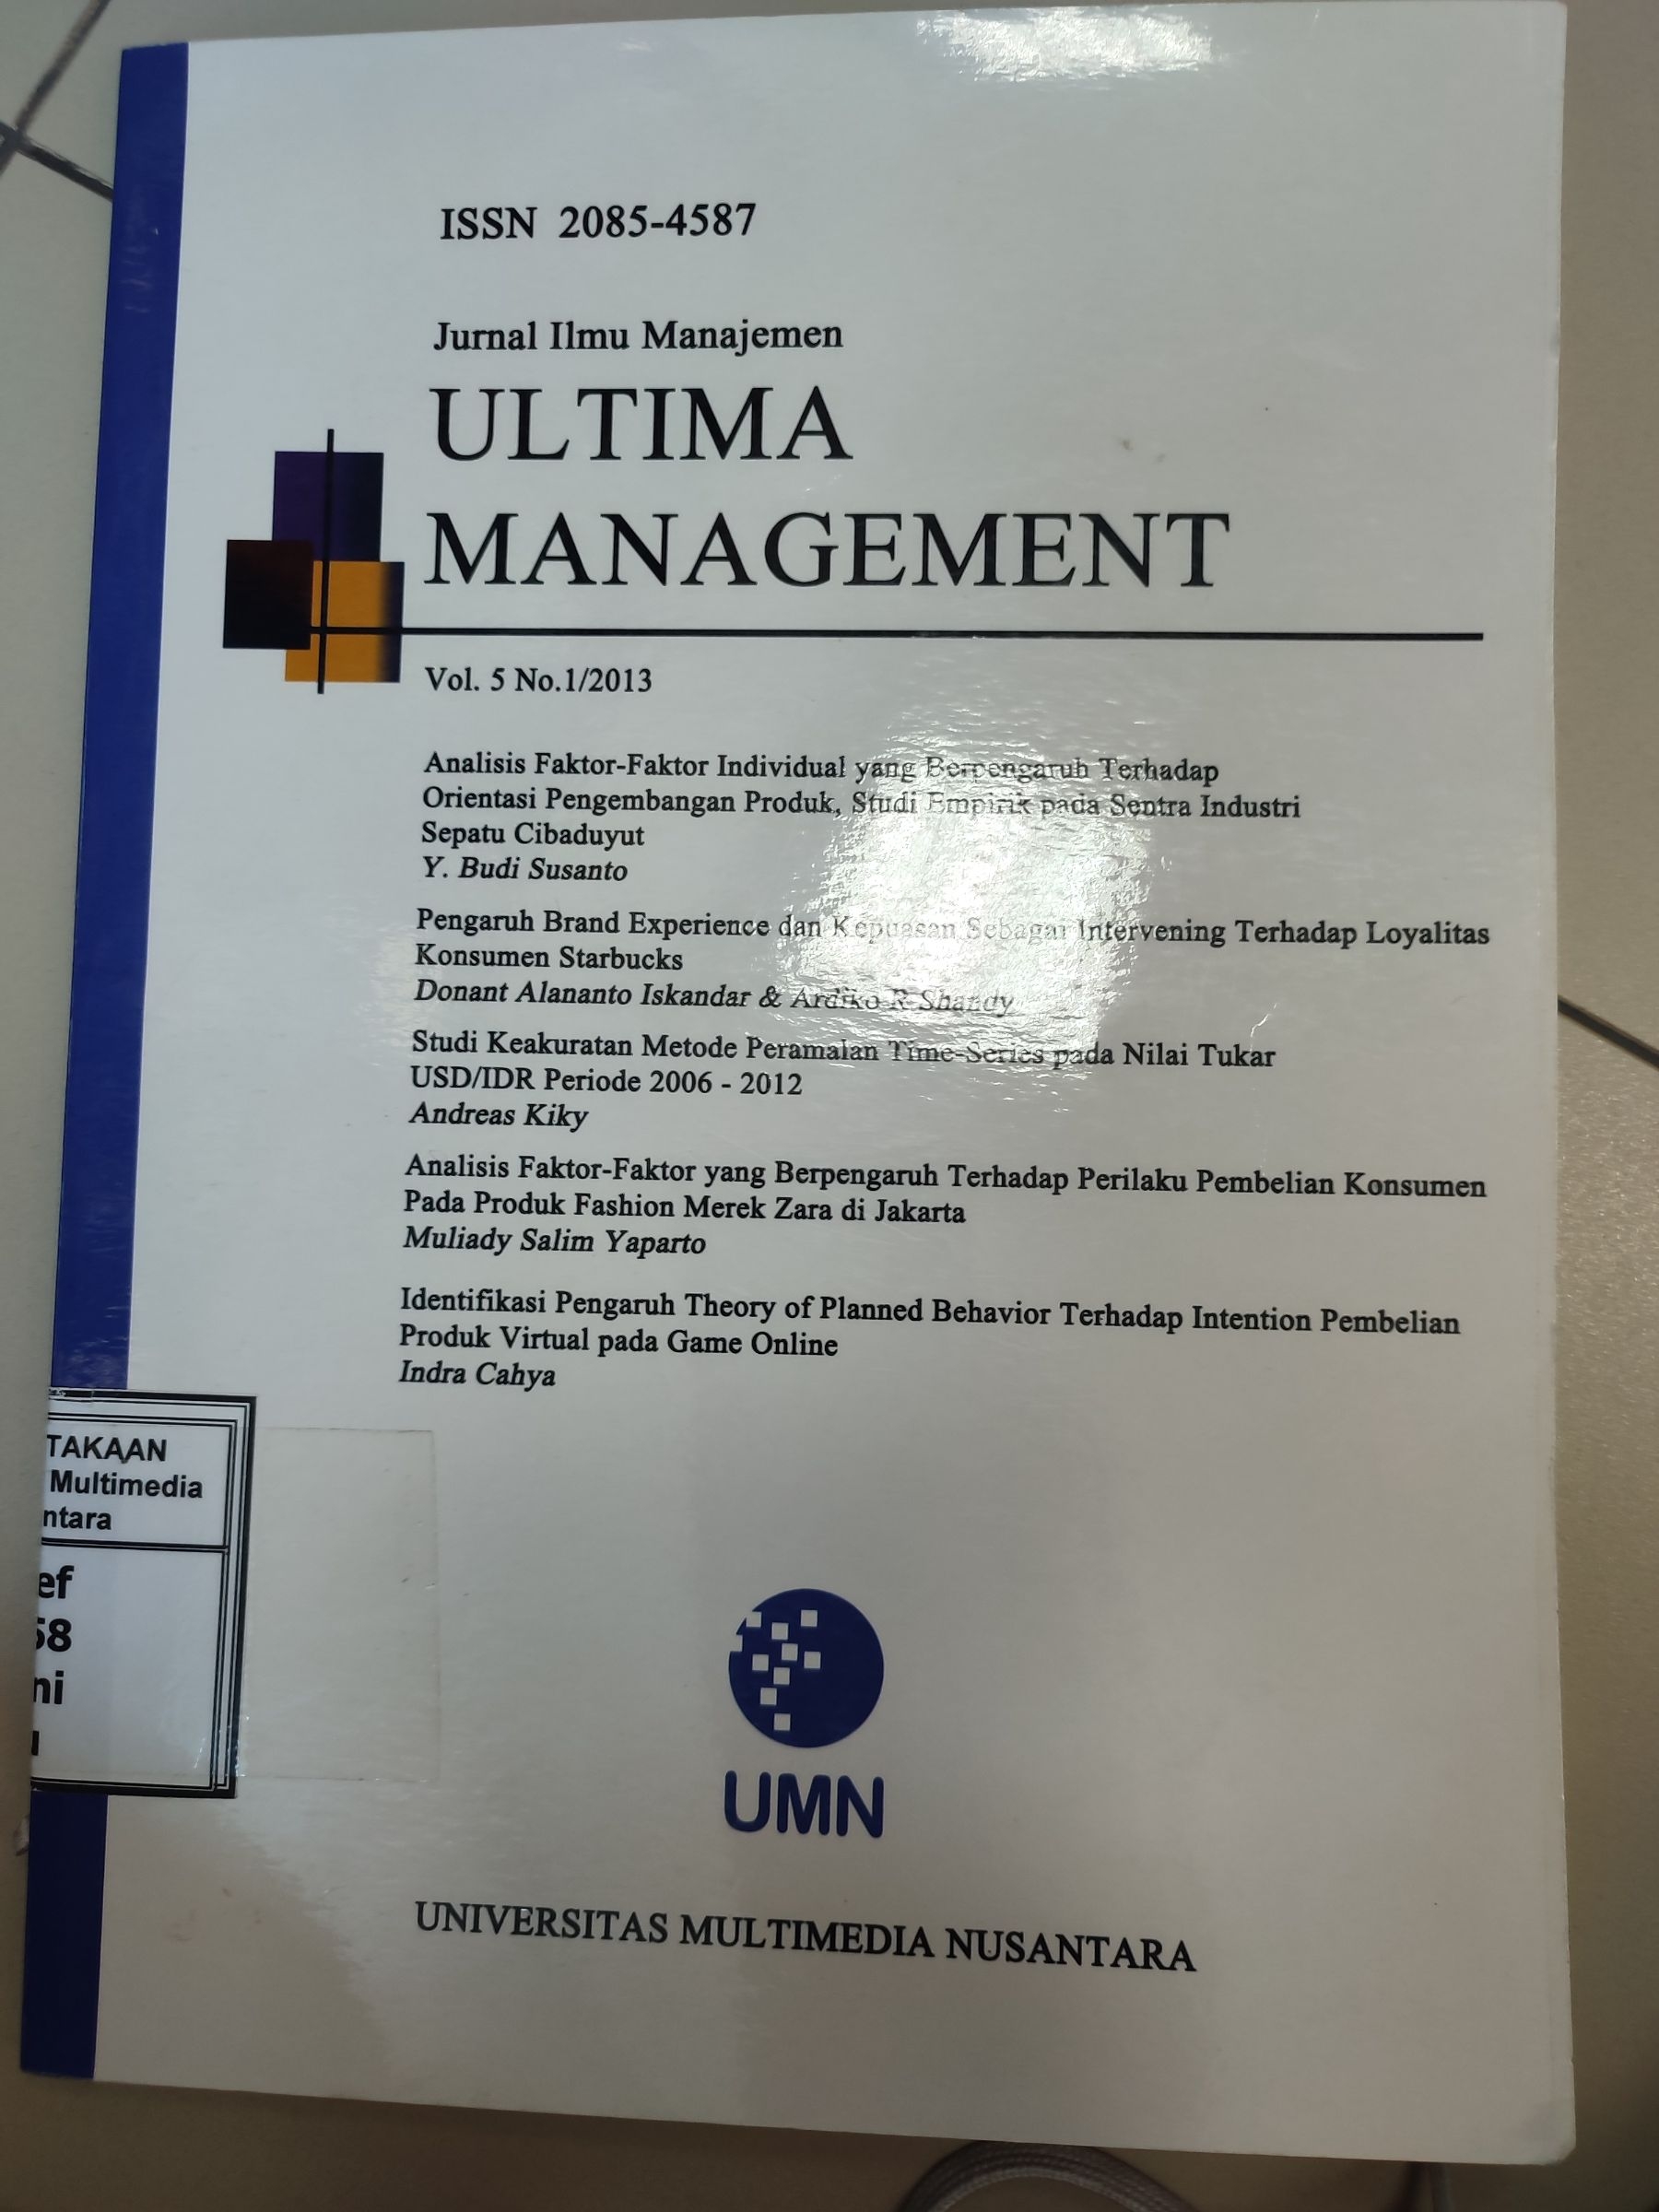 ISSN 2085-4587
Jurnal Ilmu Manajemen
ULTIMA
MANAGEMENT
Vol. 5 No.1/2013
Analisis Faktor-Faktor Individual yang Berpengaruh Terhadap
Orientasi Pengembangan Produk, Studi Empirik pada Sentra Industri
Sepatu Cibaduyut
Y. Budi Susanto
Pengaruh Brand Experience dan Kepuasan Sebagai Intervening Terhadap Loyalitas
Konsumen Starbucks
Donant Alananto Iskandar & Ardiko R Shandy
Studi Keakuratan Metode Peramalan Time-Series pada Nilai Tukar
USD/IDR Periode 2006 - 2012
Andreas Kiky
Analisis Faktor-Faktor yang Berpengaruh Terhadap Perilaku Pembelian Konsumen
Pada Produk Fashion Merek Zara di Jakarta
Muliady Salim Yaparto
Identifikasi Pengaruh Theory of Planned Behavior Terhadap Intention Pembelian
Produk Virtual pada Game Online
Indra Cahya
TAKAAN
Multimedia
ntara
ef
58
ni
UMN
UNIVERSITAS MULTIMEDIA NUSANTARA